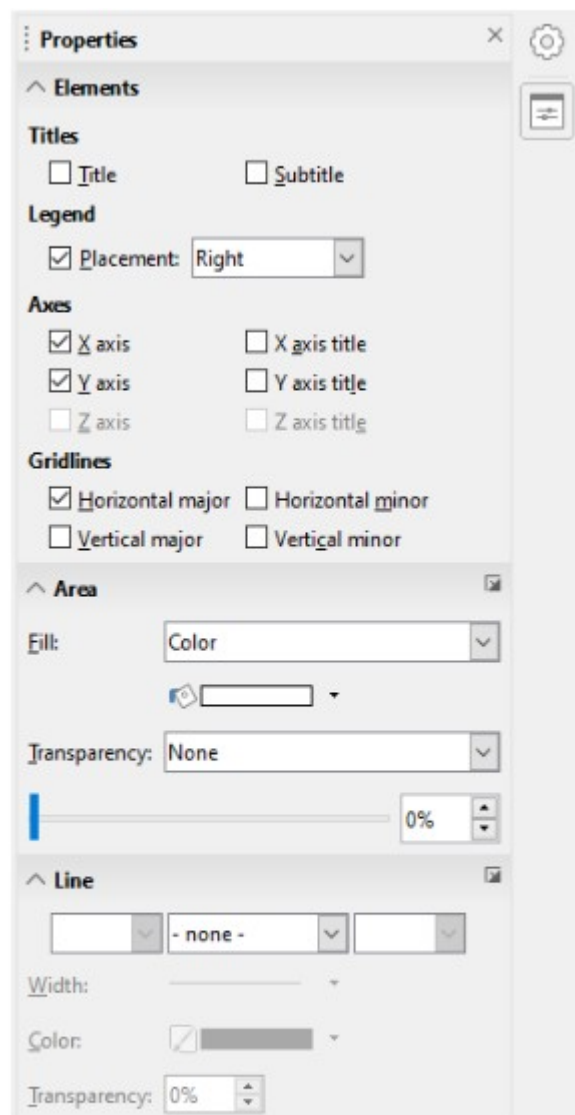 Properties
Elements
Titles
Title Subtitle
Legend
Placement: Right
Axes
X axis X axis title
Y axis Y axis title
Z axis Z axis title
Gridlines
Horizontal major Horizontal minor
Vertical major Vertical minor
Area
Fill: Color
Transparency: None
0%
Line
- none -
Width:
Color:
Transparency: 0%